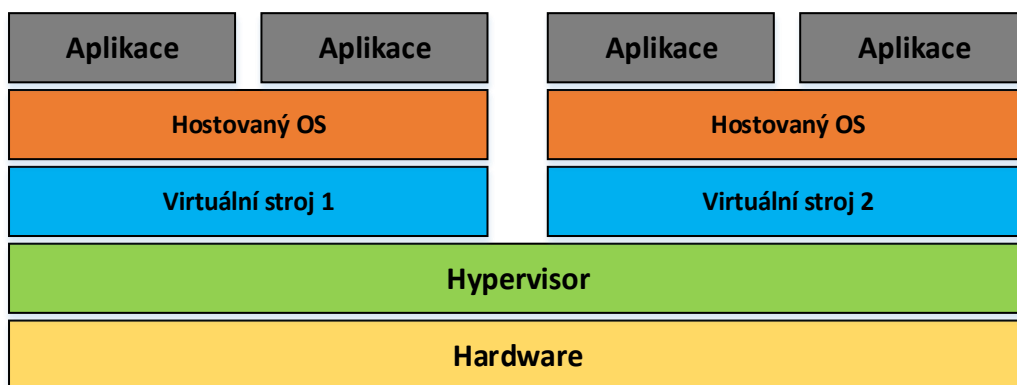 Aplikace
Aplikace
Aplikace
Aplikace
Hostovaný OS
Hostovaný OS
Virtuální stroj 1
Virtuální stroj 2
Hypervisor
Hardware